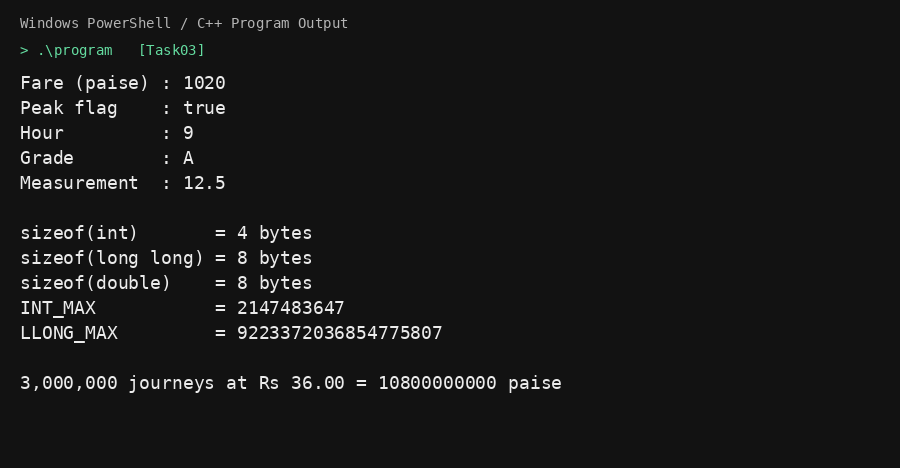 Windows PowerShell / C++ Program Output
> .\program   [Task03]
Fare (paise) : 1020
Peak flag    : true
Hour         : 9
Grade        : A
Measurement  : 12.5
sizeof(int)       = 4 bytes
sizeof(long long) = 8 bytes
sizeof(double)    = 8 bytes
INT_MAX           = 2147483647
LLONG_MAX         = 9223372036854775807
3,000,000 journeys at Rs 36.00 = 10800000000 paise